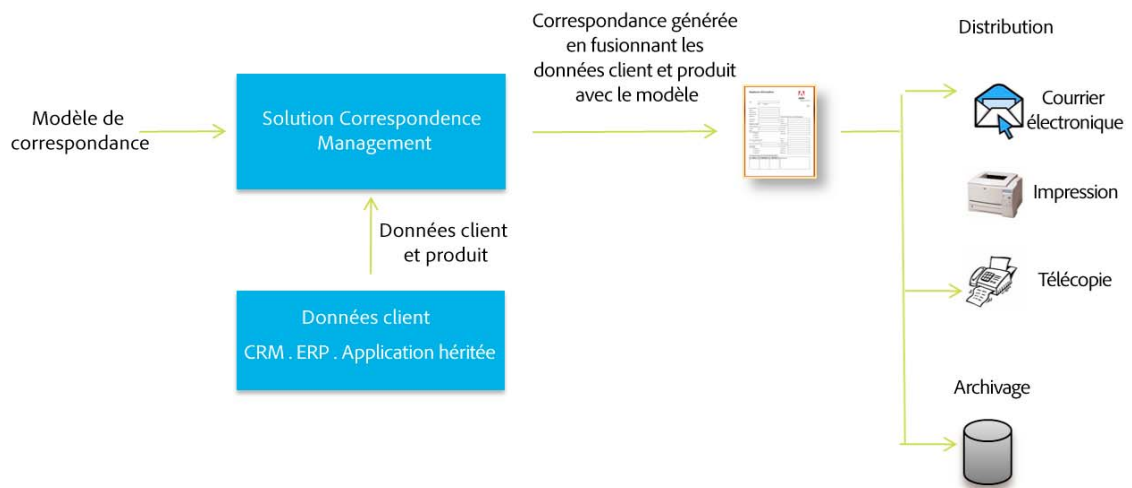 Modèle de
correspondance
Solution Correspondence
Management
Données client
et produit
Données client
CRM . ERP . Application héritée
Correspondance générée
en fusionnant les
données client et produit
avec le modèle
Distribution
Courrier
électronique
Impression
Télécopie
Archivage